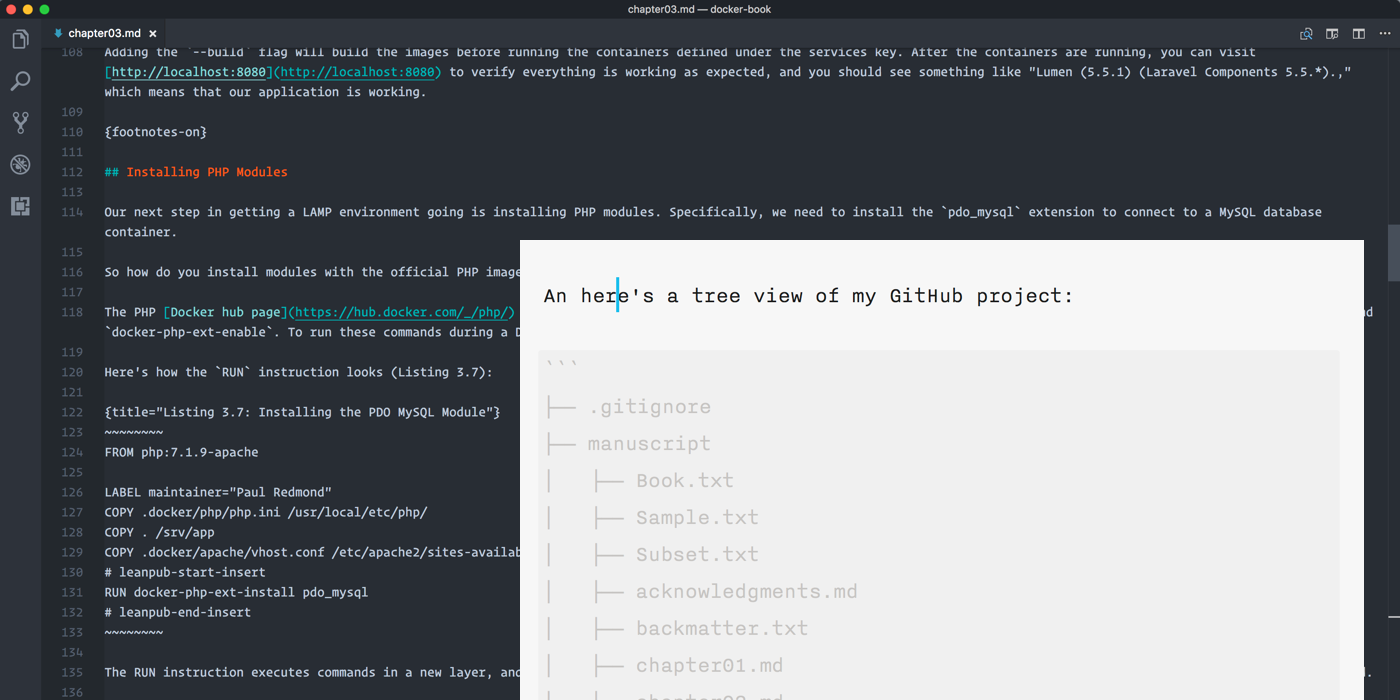 chapter03.md — docker-book
chapter03.md ×
108 Adding the `--build` flag will build the images before running the containers defined under the services key. After the containers are running, you can visit
[http://localhost:8080](http://localhost:8080) to verify everything is working as expected, and you should see something like "Lumen (5.5.1) (Laravel Components 5.5.*).,"
which means that our application is working.
109
110 {footnotes-on}
111
112 ## Installing PHP Modules
113
114 Our next step in getting a LAMP environment going is installing PHP modules. Specifically, we need to install the `pdo_mysql` extension to connect to a MySQL database
container.
115
116 So how do you install modules with the official PHP image
117
118 The PHP [Docker hub page](https://hub.docker.com/_/php/)
`docker-php-ext-enable`. To run these commands during a D
119
120 Here's how the `RUN` instruction looks (Listing 3.7):
121
122 {title="Listing 3.7: Installing the PDO MySQL Module"}
123 ~~~~~~~~
124 FROM php:7.1.9-apache
125
126 LABEL maintainer="Paul Redmond"
127 COPY .docker/php/php.ini /usr/local/etc/php/
128 COPY . /srv/app
129 COPY .docker/apache/vhost.conf /etc/apache2/sites-availab
130 # leanpub-start-insert
131 RUN docker-php-ext-install pdo_mysql
132 # leanpub-end-insert
133 ~~~~~~~~
134
135 The RUN instruction executes commands in a new layer, and
136
An here's a tree view of my GitHub project:
```
├── .gitignore
├── manuscript
│   ├── Book.txt
│   ├── Sample.txt
│   ├── Subset.txt
│   ├── acknowledgments.md
│   ├── backmatter.txt
│   ├── chapter01.md